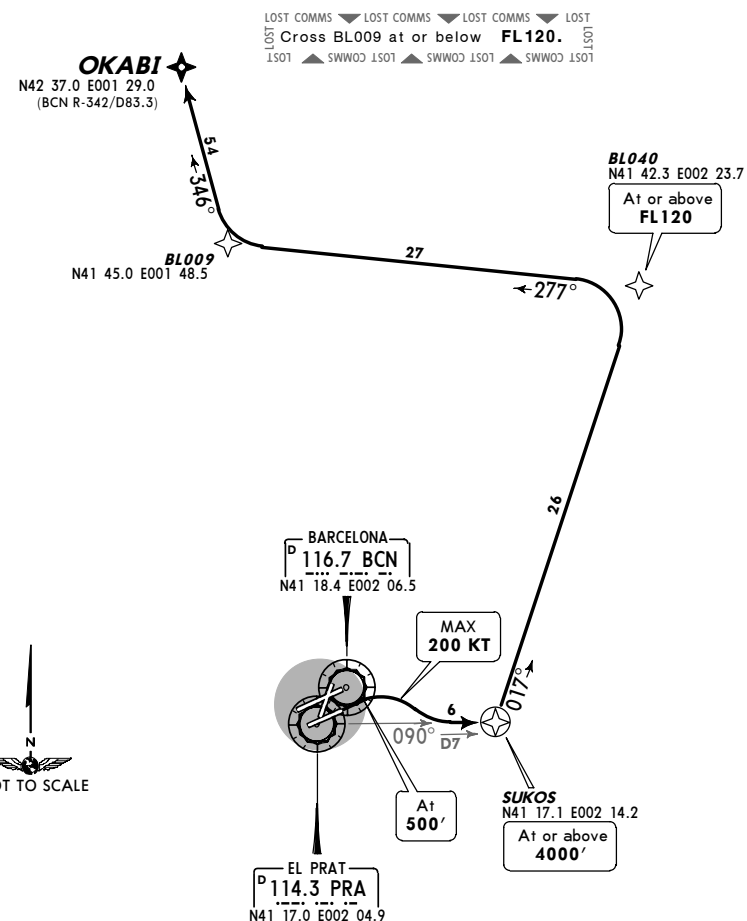 LOST COMMS LOST COMMS LOST COMMS LOST
LOST
Cross BL009 at or below FL120.
LOST
LOST COMMS LOST COMMS LOST COMMS LOST
OKABI
N42 37.0 E001 29.0
(BCN R-342/D83.3)
54
346°
BL040
N41 42.3 E002 23.7
At or above
FL120
BL009
N41 45.0 E001 48.5
27
277°
26
BARCELONA
D 116.7 BCN
N41 18.4 E002 06.5
MAX
200 KT
017°
6
090°
D7
N
OT TO SCALE
At
500'
SUKOS
N41 17.1 E002 14.2
At or above
4000'
EL PRAT
D 114.3 PRA
N41 17.0 E002 04.9